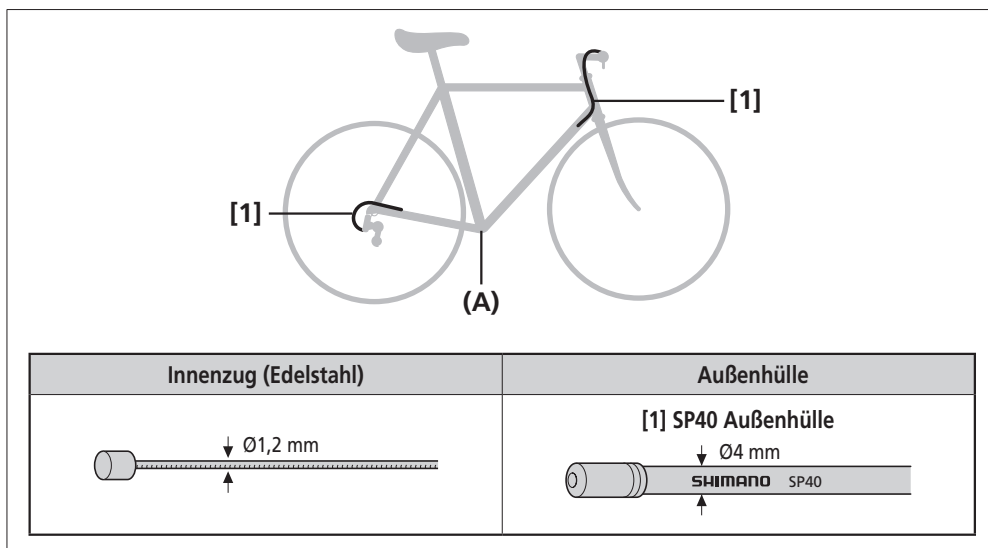 [1]
[1]
(A)
Innenzug (Edelstahl)
Außenhülle
Ø1,2 mm
[1] SP40 Außenhülle
Ø4 mm
SHIMANO SP40